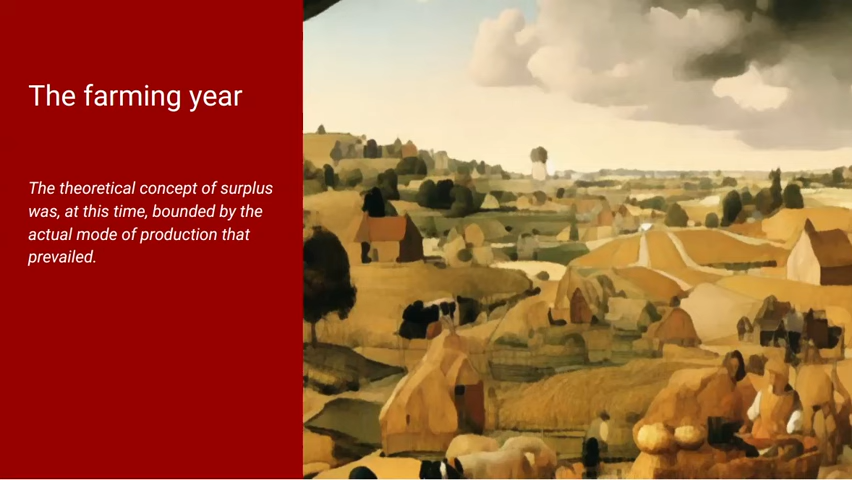 The farming year
The theoretical concept of surplus
was, at this time, bounded by the
actual mode of production that
prevailed.